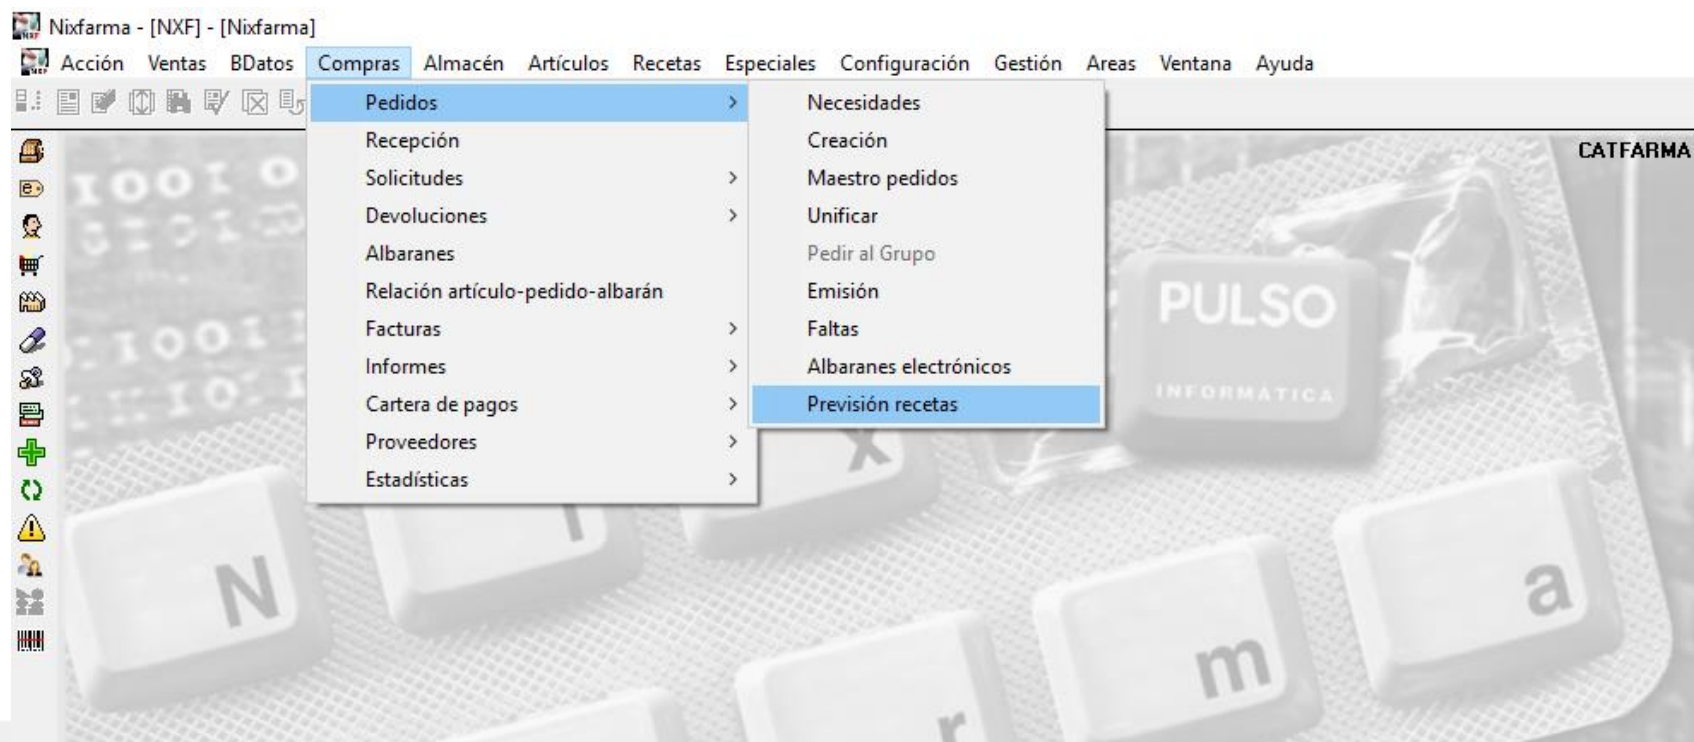 Nixfarma - [NXF] - [Nixfarma]
Acción Ventas BDatos Compras Almacén Artículos Recetas Especiales Configuración Gestión Areas Ventana Ayuda
Pedidos
Recepción
Solicitudes
Devoluciones
Albaranes
Relación artículo-pedido-albarán
Facturas
Informes
Cartera de pagos
Proveedores
Estadísticas
Necesidades
Creación
Maestro pedidos
Unificar
Pedir al Grupo
Emisión
Faltas
Albaranes electrónicos
Previsión recetas
CATFARMA
PULSO
INFORMATICA
N i x
r m a